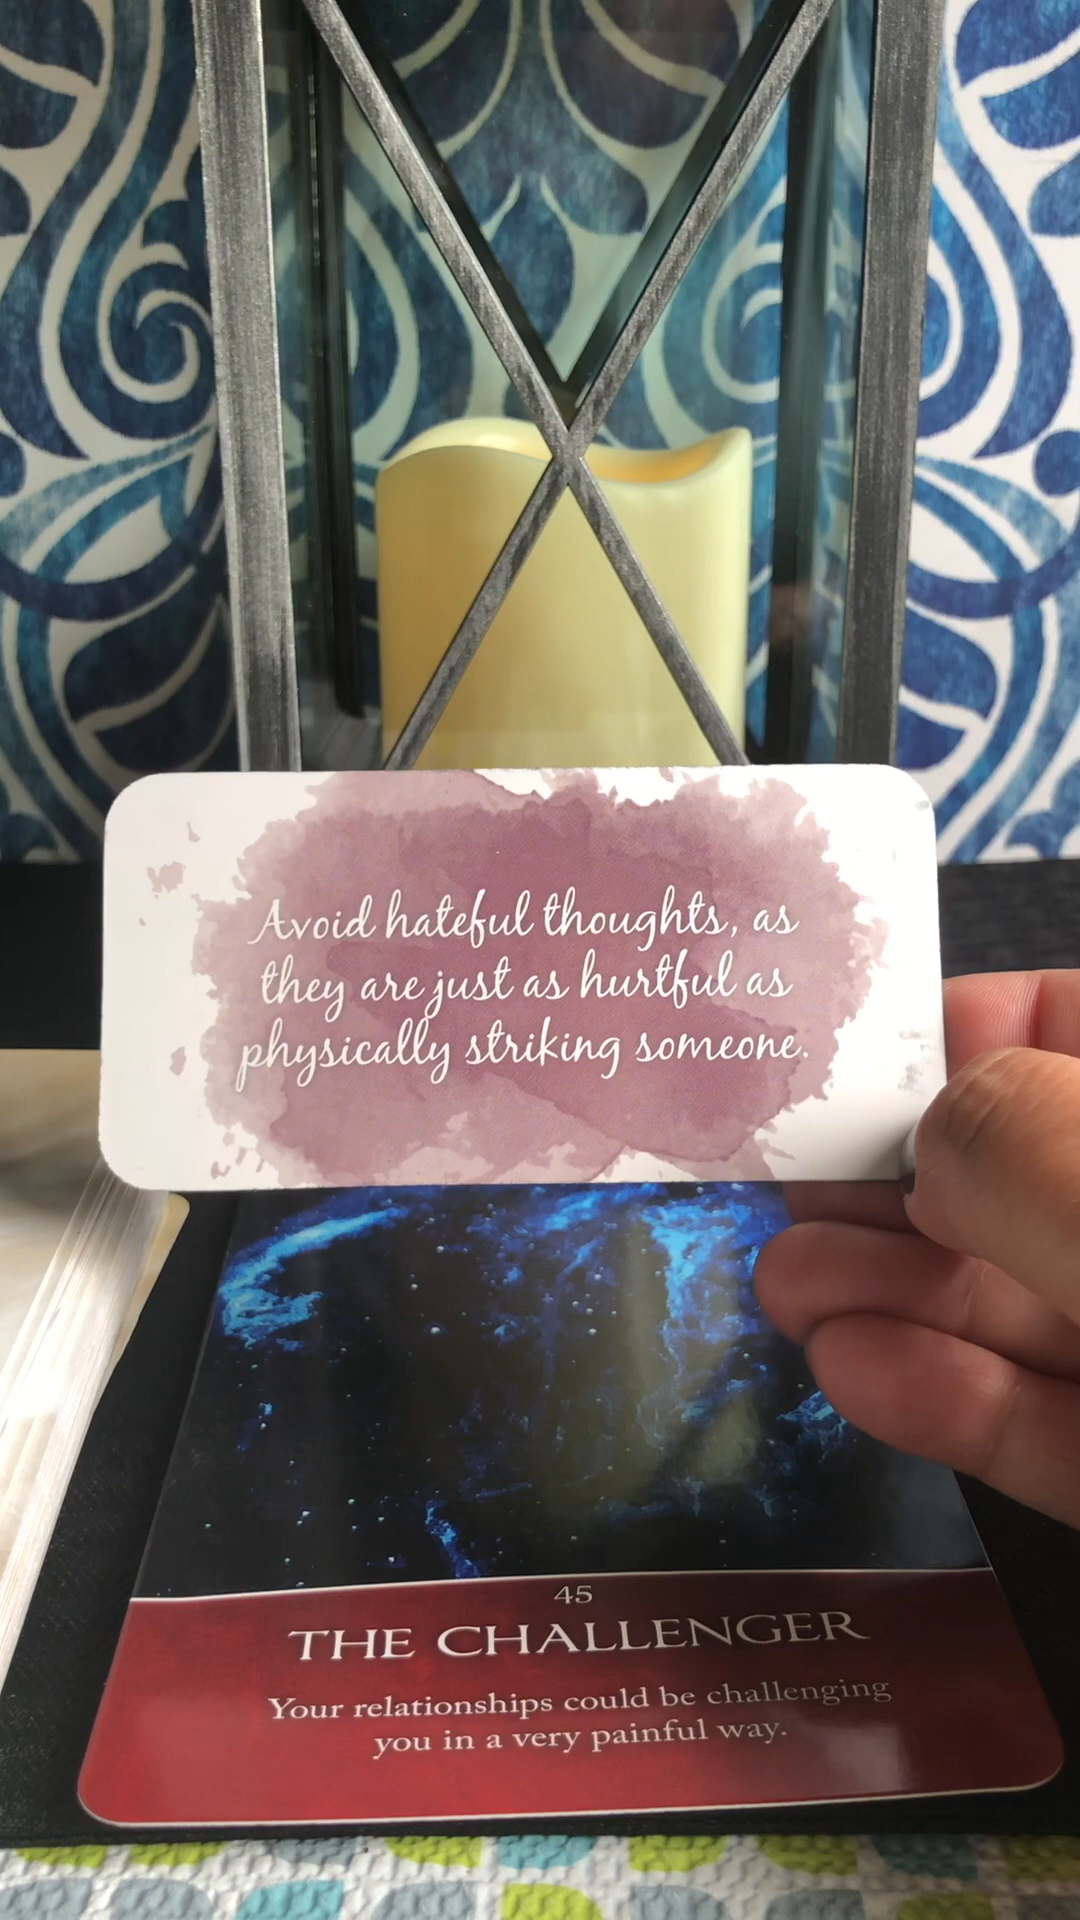 Avoid hateful thoughts, as
they are just as hurtful as
physically striking someone.
45
THE CHALLENGER
Your relationships could be challenging
you in a very painful way.